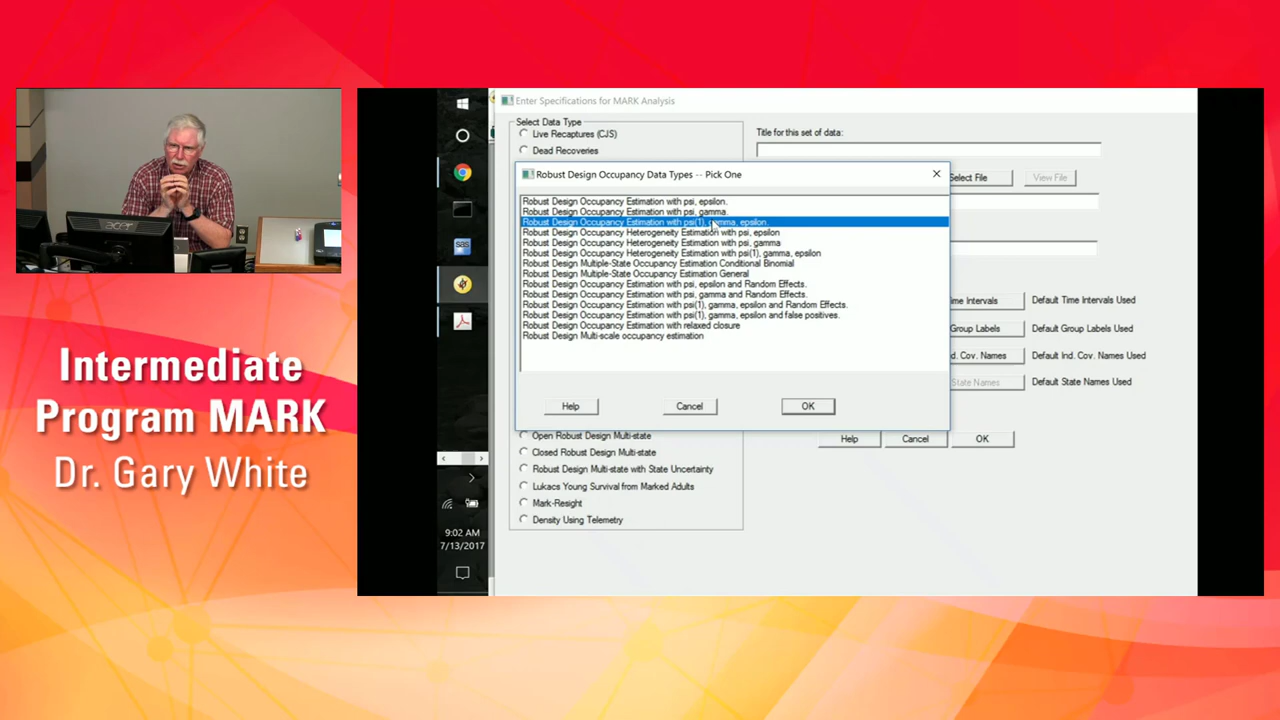 Intermediate
Program MARK
Dr. Gary White
acer
SAS
9:02 AM
7/13/2017
Enter Specifications for MARK Analysis
Select Data Type
Live Recaptures (CJS)
Dead Recoveries
Title for this set of data:
Select File
View File
Robust Design Occupancy Data Types -- Pick One
Robust Design Occupancy Estimation with psi, epsilon.
Robust Design Occupancy Estimation with psi, gamma.
Robust Design Occupancy Estimation with psi(1), gamma, epsilon.
Robust Design Occupancy Heterogeneity Estimation with psi, epsilon
Robust Design Occupancy Heterogeneity Estimation with psi, gamma
Robust Design Occupancy Heterogeneity Estimation with psi(1), gamma, epsilon
Robust Design Multiple-State Occupancy Estimation Conditional Binomial
Robust Design Multiple-State Occupancy Estimation General
Robust Design Occupancy Estimation with psi, epsilon and Random Effects.
Robust Design Occupancy Estimation with psi, gamma and Random Effects.
Robust Design Occupancy Estimation with psi(1), gamma, epsilon and Random Effects.
Robust Design Occupancy Estimation with psi(1), gamma, epsilon and false positives.
Robust Design Occupancy Estimation with relaxed closure
Robust Design Multi-scale occupancy estimation
Help Cancel OK
me Intervals Default Time Intervals Used
Group Labels Default Group Labels Used
d. Cov. Names Default Ind. Cov. Names Used
State Names Default State Names Used
Help Cancel OK
Open Robust Design Multi-state
Closed Robust Design Multi-state
Robust Design Multi-state with State Uncertainty
Lukacs Young Survival from Marked Adults
Mark-Resight
Density Using Telemetry